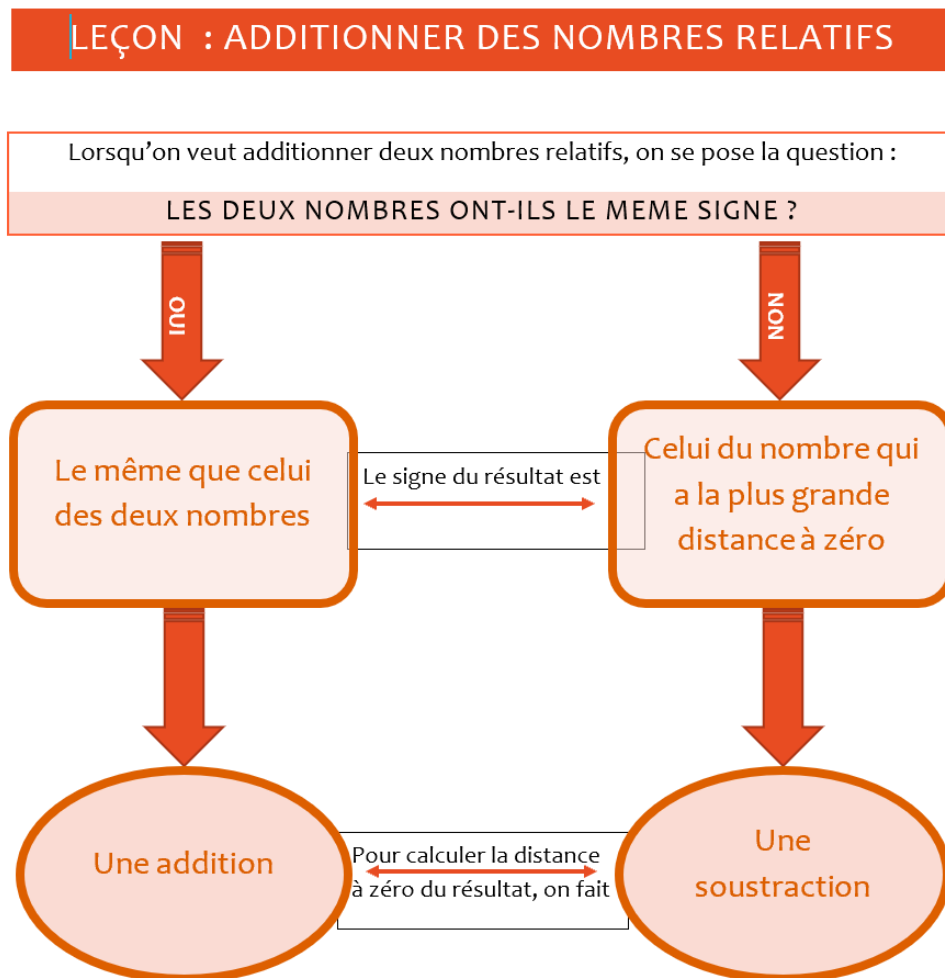 LEÇON : ADDITIONNER DES NOMBRES RELATIFS
Lorsqu'on veut additionner deux nombres relatifs, on se pose la question :
LES DEUX NOMBRES ONT-ILS LE MEME SIGNE ?
OUI
NON
Le même que celui
des deux nombres
Le signe du résultat est
Celui du nombre qui
a la plus grande
distance à zéro
Une addition
Pour calculer la distance
à zéro du résultat, on fait
Une
soustraction